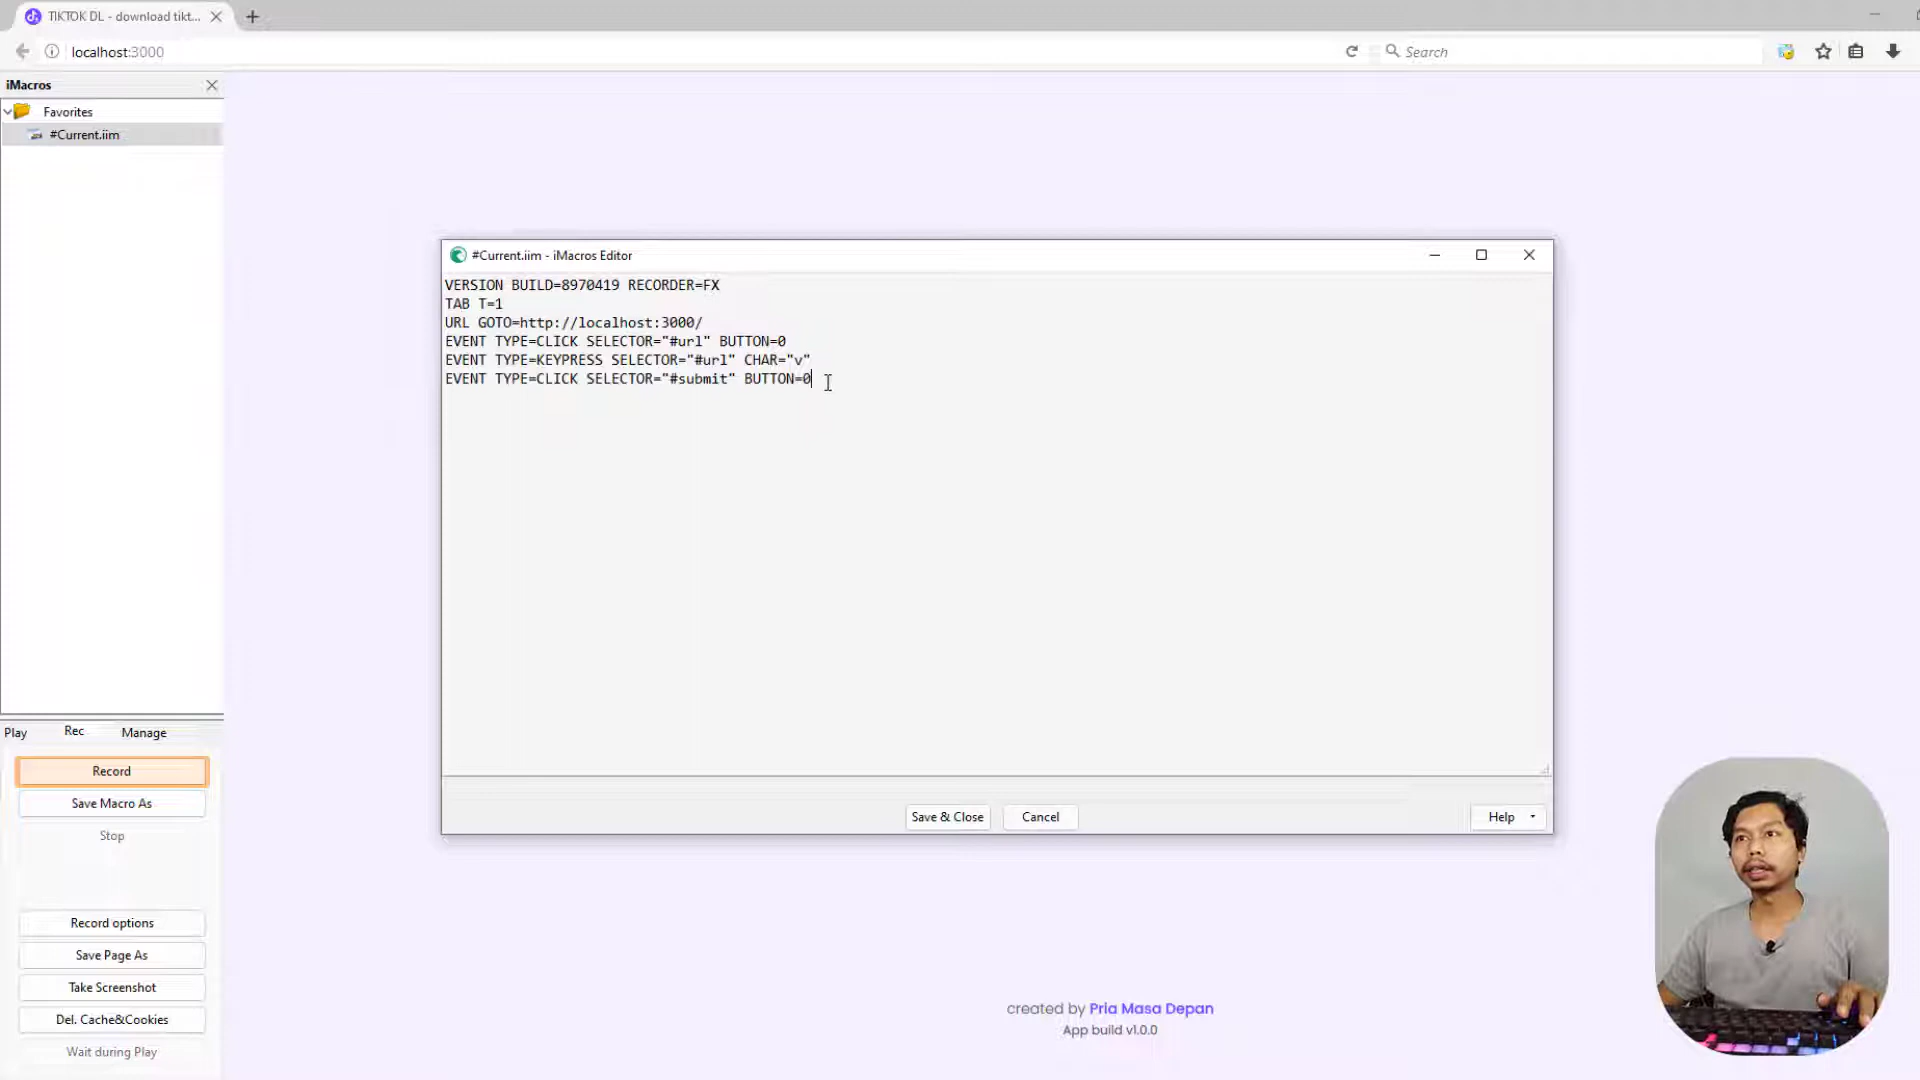 TIKTOK DL - download tikt...
localhost:3000
Search
iMacros
Favorites
#Current.iim
#Current.iim - iMacros Editor
VERSION BUILD=8970419 RECORDER=FX
TAB T=1
URL GOTO=http://localhost:3000/
EVENT TYPE=CLICK SELECTOR="#url" BUTTON=0
EVENT TYPE=KEYPRESS SELECTOR="#url" CHAR="v"
EVENT TYPE=CLICK SELECTOR="#submit" BUTTON=0
Play Rec Manage
Record
Save Macro As
Stop
Record options
Save Page As
Take Screenshot
Del. Cache&Cookies
Wait during Play
Save & Close
Cancel
Help
created by Pria Masa Depan
App build v1.0.0